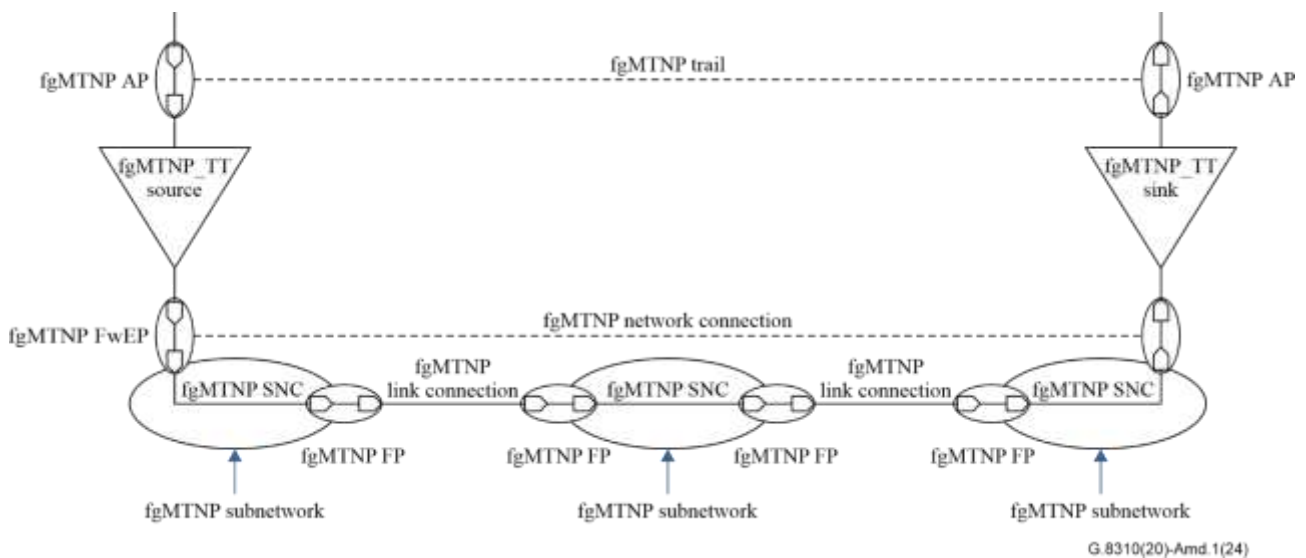 fgMTNP trail
fgMTNP AP
fgMTNP AP
fgMTNP_TT
source
fgMTNP_TT
sink
fgMTNP FwEP
fgMTNP network connection
fgMTNP
link connection
fgMTNP
link connection
fgMTNP SNC
fgMTNP SNC
fgMTNP SNC
fgMTNP FP
fgMTNP FP
fgMTNP FP
fgMTNP FP
fgMTNP subnetwork
fgMTNP subnetwork
fgMTNP subnetwork
G.8310(20)-Amd.1(24)